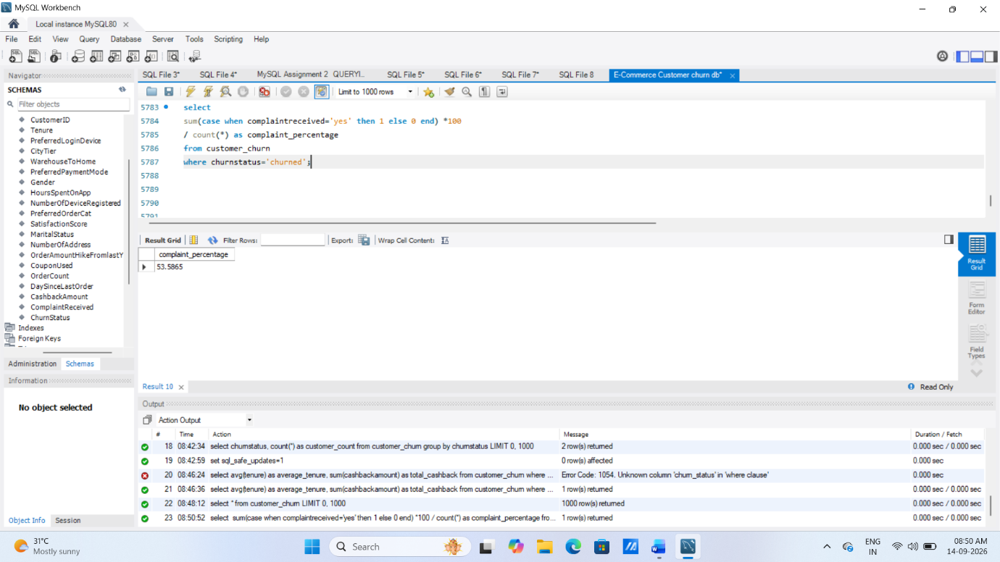 MySQL Workbench
Local instance MySQL80
File Edit View Query Database Server Tools Scripting Help
Navigator
SCHEMAS
Filter objects
CustomerID
Tenure
PreferredLoginDevice
CityTier
WarehouseToHome
PreferredPaymentMode
Gender
HoursSpentOnApp
NumberOfDeviceRegistered
PreferredOrderCat
SatisfactionScore
MaritalStatus
NumberOfAddress
OrderAmountHikeFromlastY
CouponUsed
OrderCount
DaySinceLastOrder
CashbackAmount
ComplaintReceived
ChurnStatus
Indexes
Foreign Keys
Administration Schemas
Information
No object selected
Object Info Session
SQL File 3* SQL File 4* MySQL Assignment 2 QUERYI... SQL File 5* SQL File 6* SQL File 7* SQL File 8 E-Commerce Customer churn db*
Limit to 1000 rows
5783 select
5784 sum(case when complaintreceived='yes' then 1 else 0 end) *100
5785 / count(*) as complaint_percentage
5786 from customer_churn
5787 where churnstatus='churned';
5788
5789
5790
5791
Result Grid Filter Rows: Export: Wrap Cell Content:
complaint_percentage
53.5865
Result Grid
Form Editor
Field Types
Result 10 Read Only
Output
Action Output
# Time Action Message Duration / Fetch
18 08:42:34 select churnstatus, count(*) as customer_count from customer_churn group by churnstatus LIMIT 0, 1000 2 row(s) returned 0.000 sec / 0.000 sec
19 08:42:59 set sql_safe_updates=1 0 row(s) affected 0.000 sec
20 08:46:24 select avg(tenure) as average_tenure, sum(cashbackamount) as total_cashback from customer_churn where ... Error Code: 1054. Unknown column 'churn_status' in 'where clause' 0.000 sec
21 08:46:36 select avg(tenure) as average_tenure, sum(cashbackamount) as total_cashback from customer_churn where ... 1 row(s) returned 0.000 sec / 0.000 sec
22 08:48:12 select * from customer_churn LIMIT 0, 1000 1000 row(s) returned 0.000 sec / 0.000 sec
23 08:50:52 select sum(case when complaintreceived='yes' then 1 else 0 end) *100 / count(*) as complaint_percentage fro... 1 row(s) returned 0.000 sec / 0.000 sec
31°C
Mostly sunny
Search
ENG
IN
08:50 AM
14-09-2026